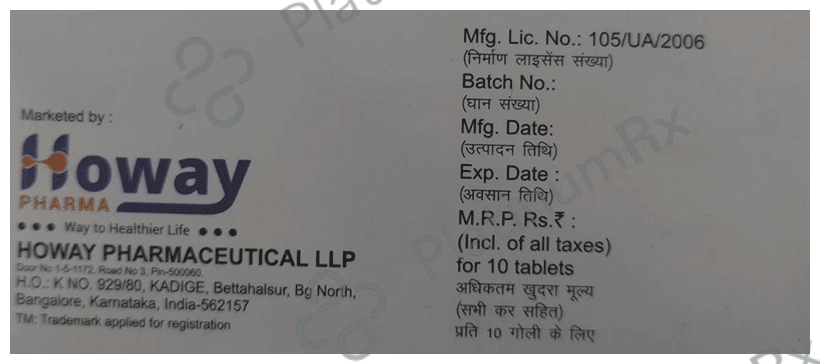 Marketed by :
Howay
PHARMA
Way to Healthier Life
HOWAY PHARMACEUTICAL LLP
Door No 1-5-1172, Road No 3, Pin-500060.
H.O.: K NO. 929/80, KADIGE, Bettahalsur, Bg North,
Bangalore, Karnataka, India-562157
TM: Trademark applied for registration
Mfg. Lic. No.: 105/UA/2006
(निर्माण लाइसेंस संख्या)
Batch No.:
(घान संख्या)
Mfg. Date:
(उत्पादन तिथि)
Exp. Date :
(अवसान तिथि)
M.R.P. Rs.₹ :
(Incl. of all taxes)
for 10 tablets
अधिकतम खुदरा मूल्य
(सभी कर सहित)
प्रति 10 गोली के लिए
PlatinumRx